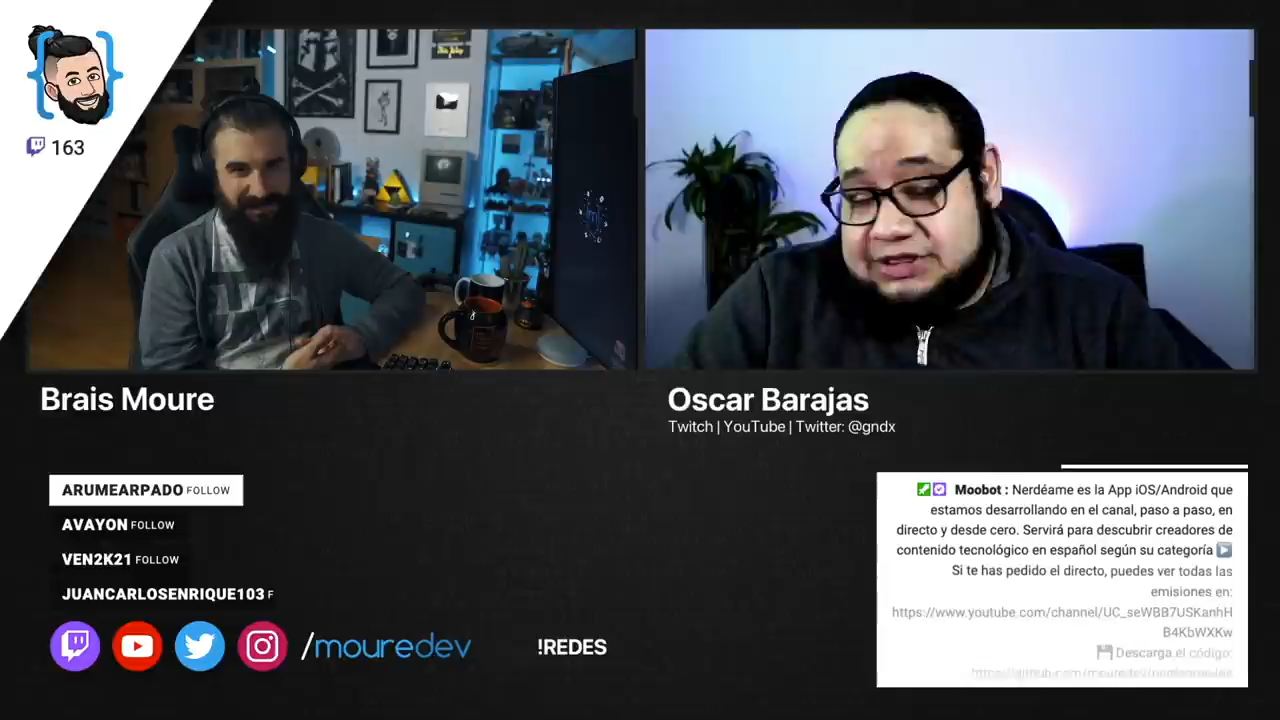 163
Brais Moure
Oscar Barajas
Twitch | YouTube | Twitter: @gndx
ARUMEARPADO FOLLOW
AVAYON FOLLOW
VEN2K21 FOLLOW
JUANCARLOSENRIQUE103 F
/mouredev
!REDES
Moobot : Nerdéame es la App iOS/Android que
estamos desarrollando en el canal, paso a paso, en
directo y desde cero. Servirá para descubrir creadores de
contenido tecnológico en español según su categoría
Si te has pedido el directo, puedes ver todas las
emisiones en:
https://www.youtube.com/channel/UC_seWBB7USKanhH
B4KbWXKw
Descarga el código: